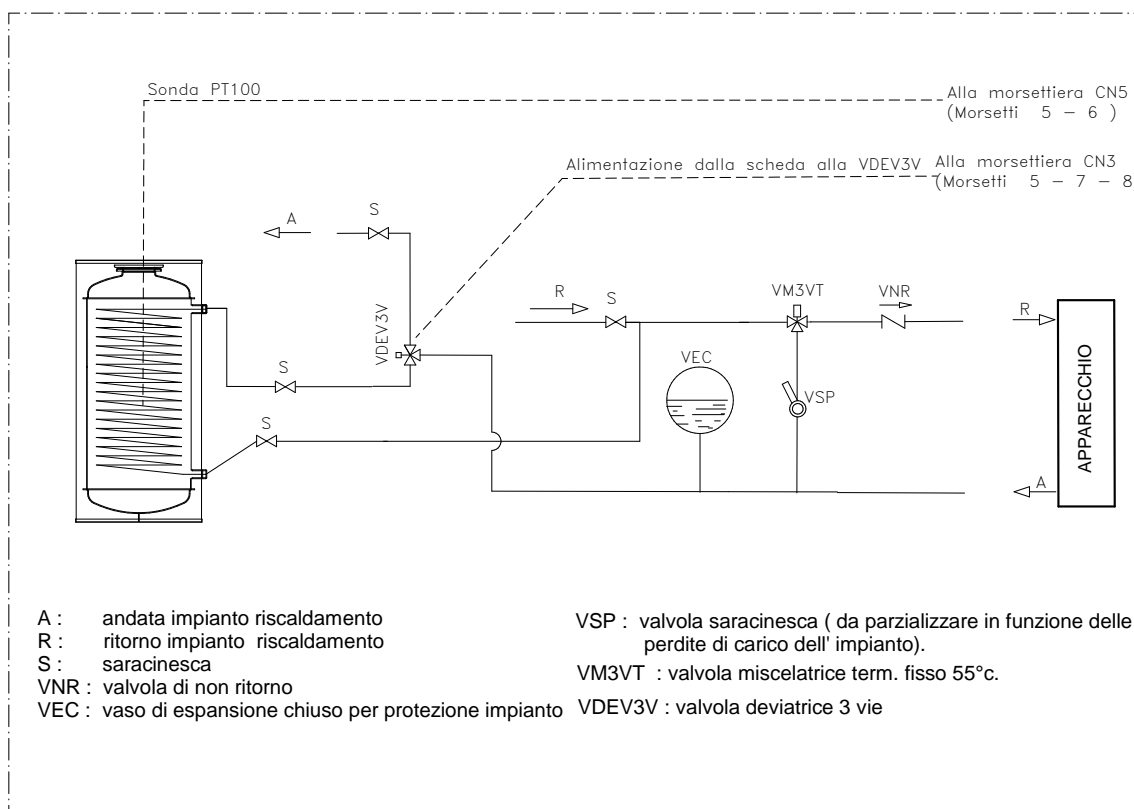 Sonda PT100
Alla morsettiera CN5
(Morsetti 5 - 6 )
Alimentazione dalla scheda alla VDEV3V
Alla morsettiera CN3
(Morsetti 5 - 7 - 8
A
S
R
S
VM3VT
VNR
R
VDEV3V
VEC
S
VSP
S
A
APPARECCHIO
A : andata impianto riscaldamento
R : ritorno impianto riscaldamento
S : saracinesca
VNR : valvola di non ritorno
VEC : vaso di espansione chiuso per protezione impianto
VSP : valvola saracinesca ( da parzializzare in funzione delle
perdite di carico dell' impianto).
VM3VT : valvola miscelatrice term. fisso 55°c.
VDEV3V : valvola deviatrice 3 vie